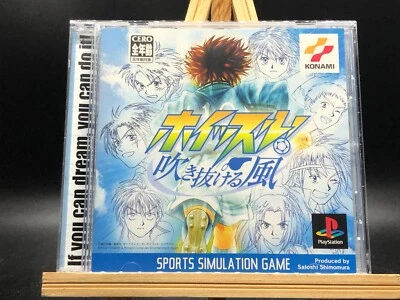 If you can dream, you can do it!
CERO
全年齢
KONAMI
ホイッスル!
吹き抜ける風
PlayStation
SPORTS SIMULATION GAME
Produced by
Satoshi Shimomura